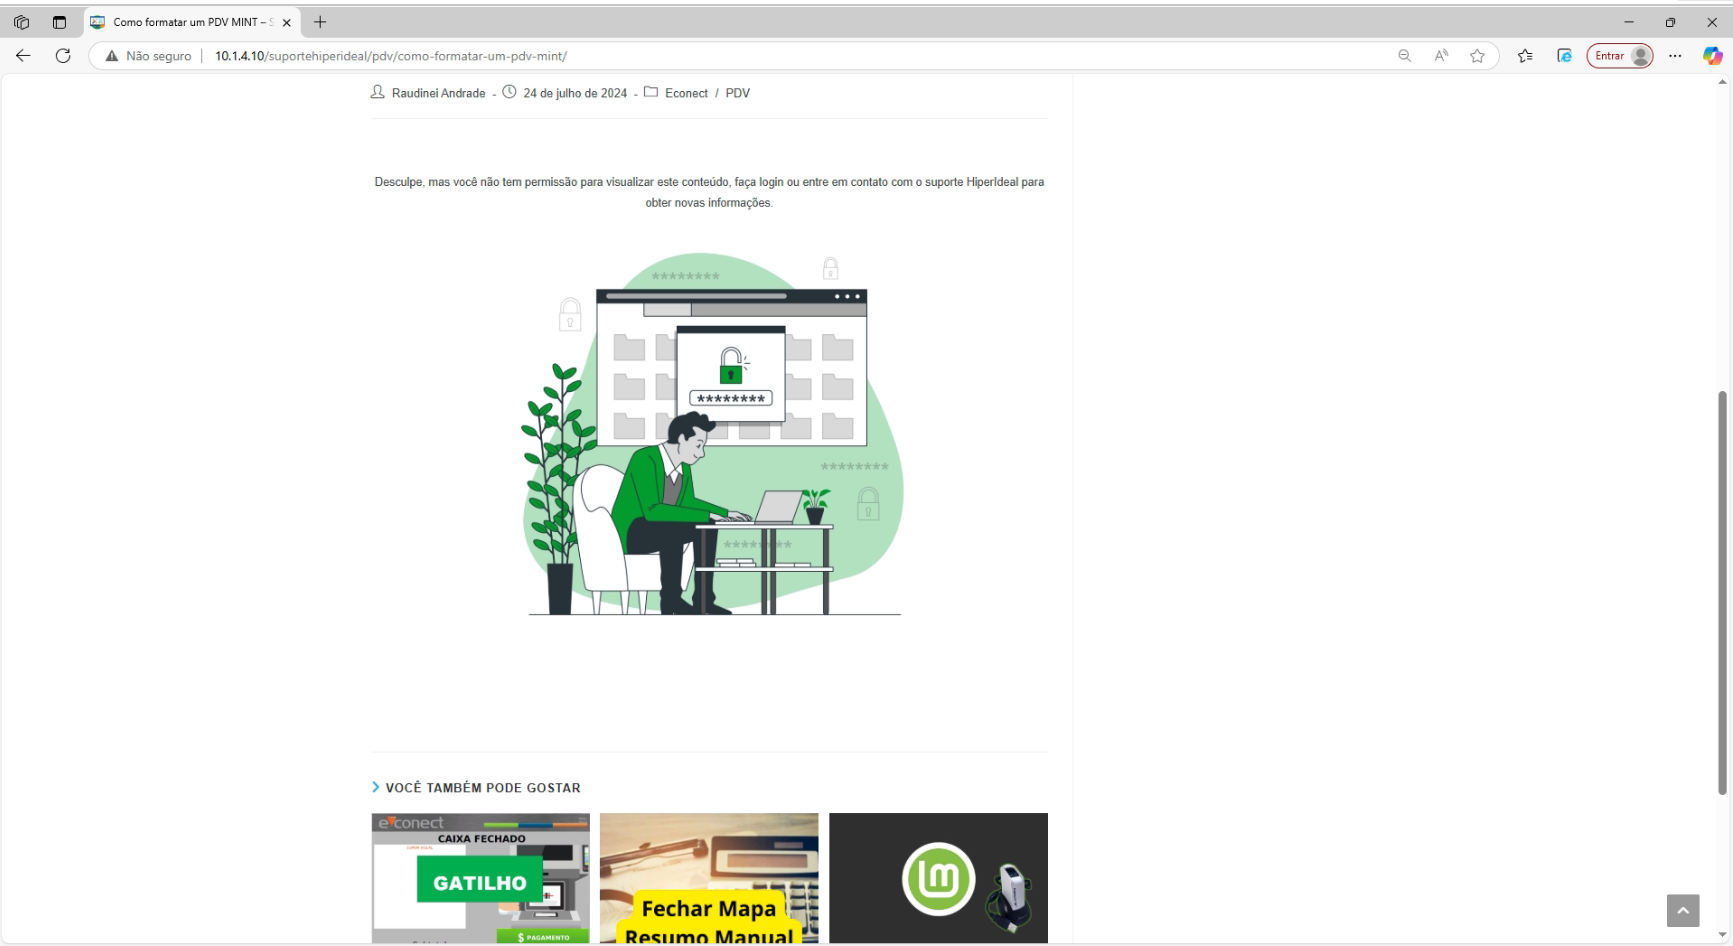 Como formatar um PDV MINT – S
Não seguro
10.1.4.10/suportehiperideal/pdv/como-formatar-um-pdv-mint/
Entrar
Raudinei Andrade - 24 de julho de 2024 - Econect / PDV
Desculpe, mas você não tem permissão para visualizar este conteúdo, faça login ou entre em contato com o suporte HiperIdeal para
obter novas informações.
********
********
********
********
VOCÊ TAMBÉM PODE GOSTAR
econect
CAIXA FECHADO
GATILHO
$ PAGAMENTO
Fechar Mapa
Resumo Manual
lm